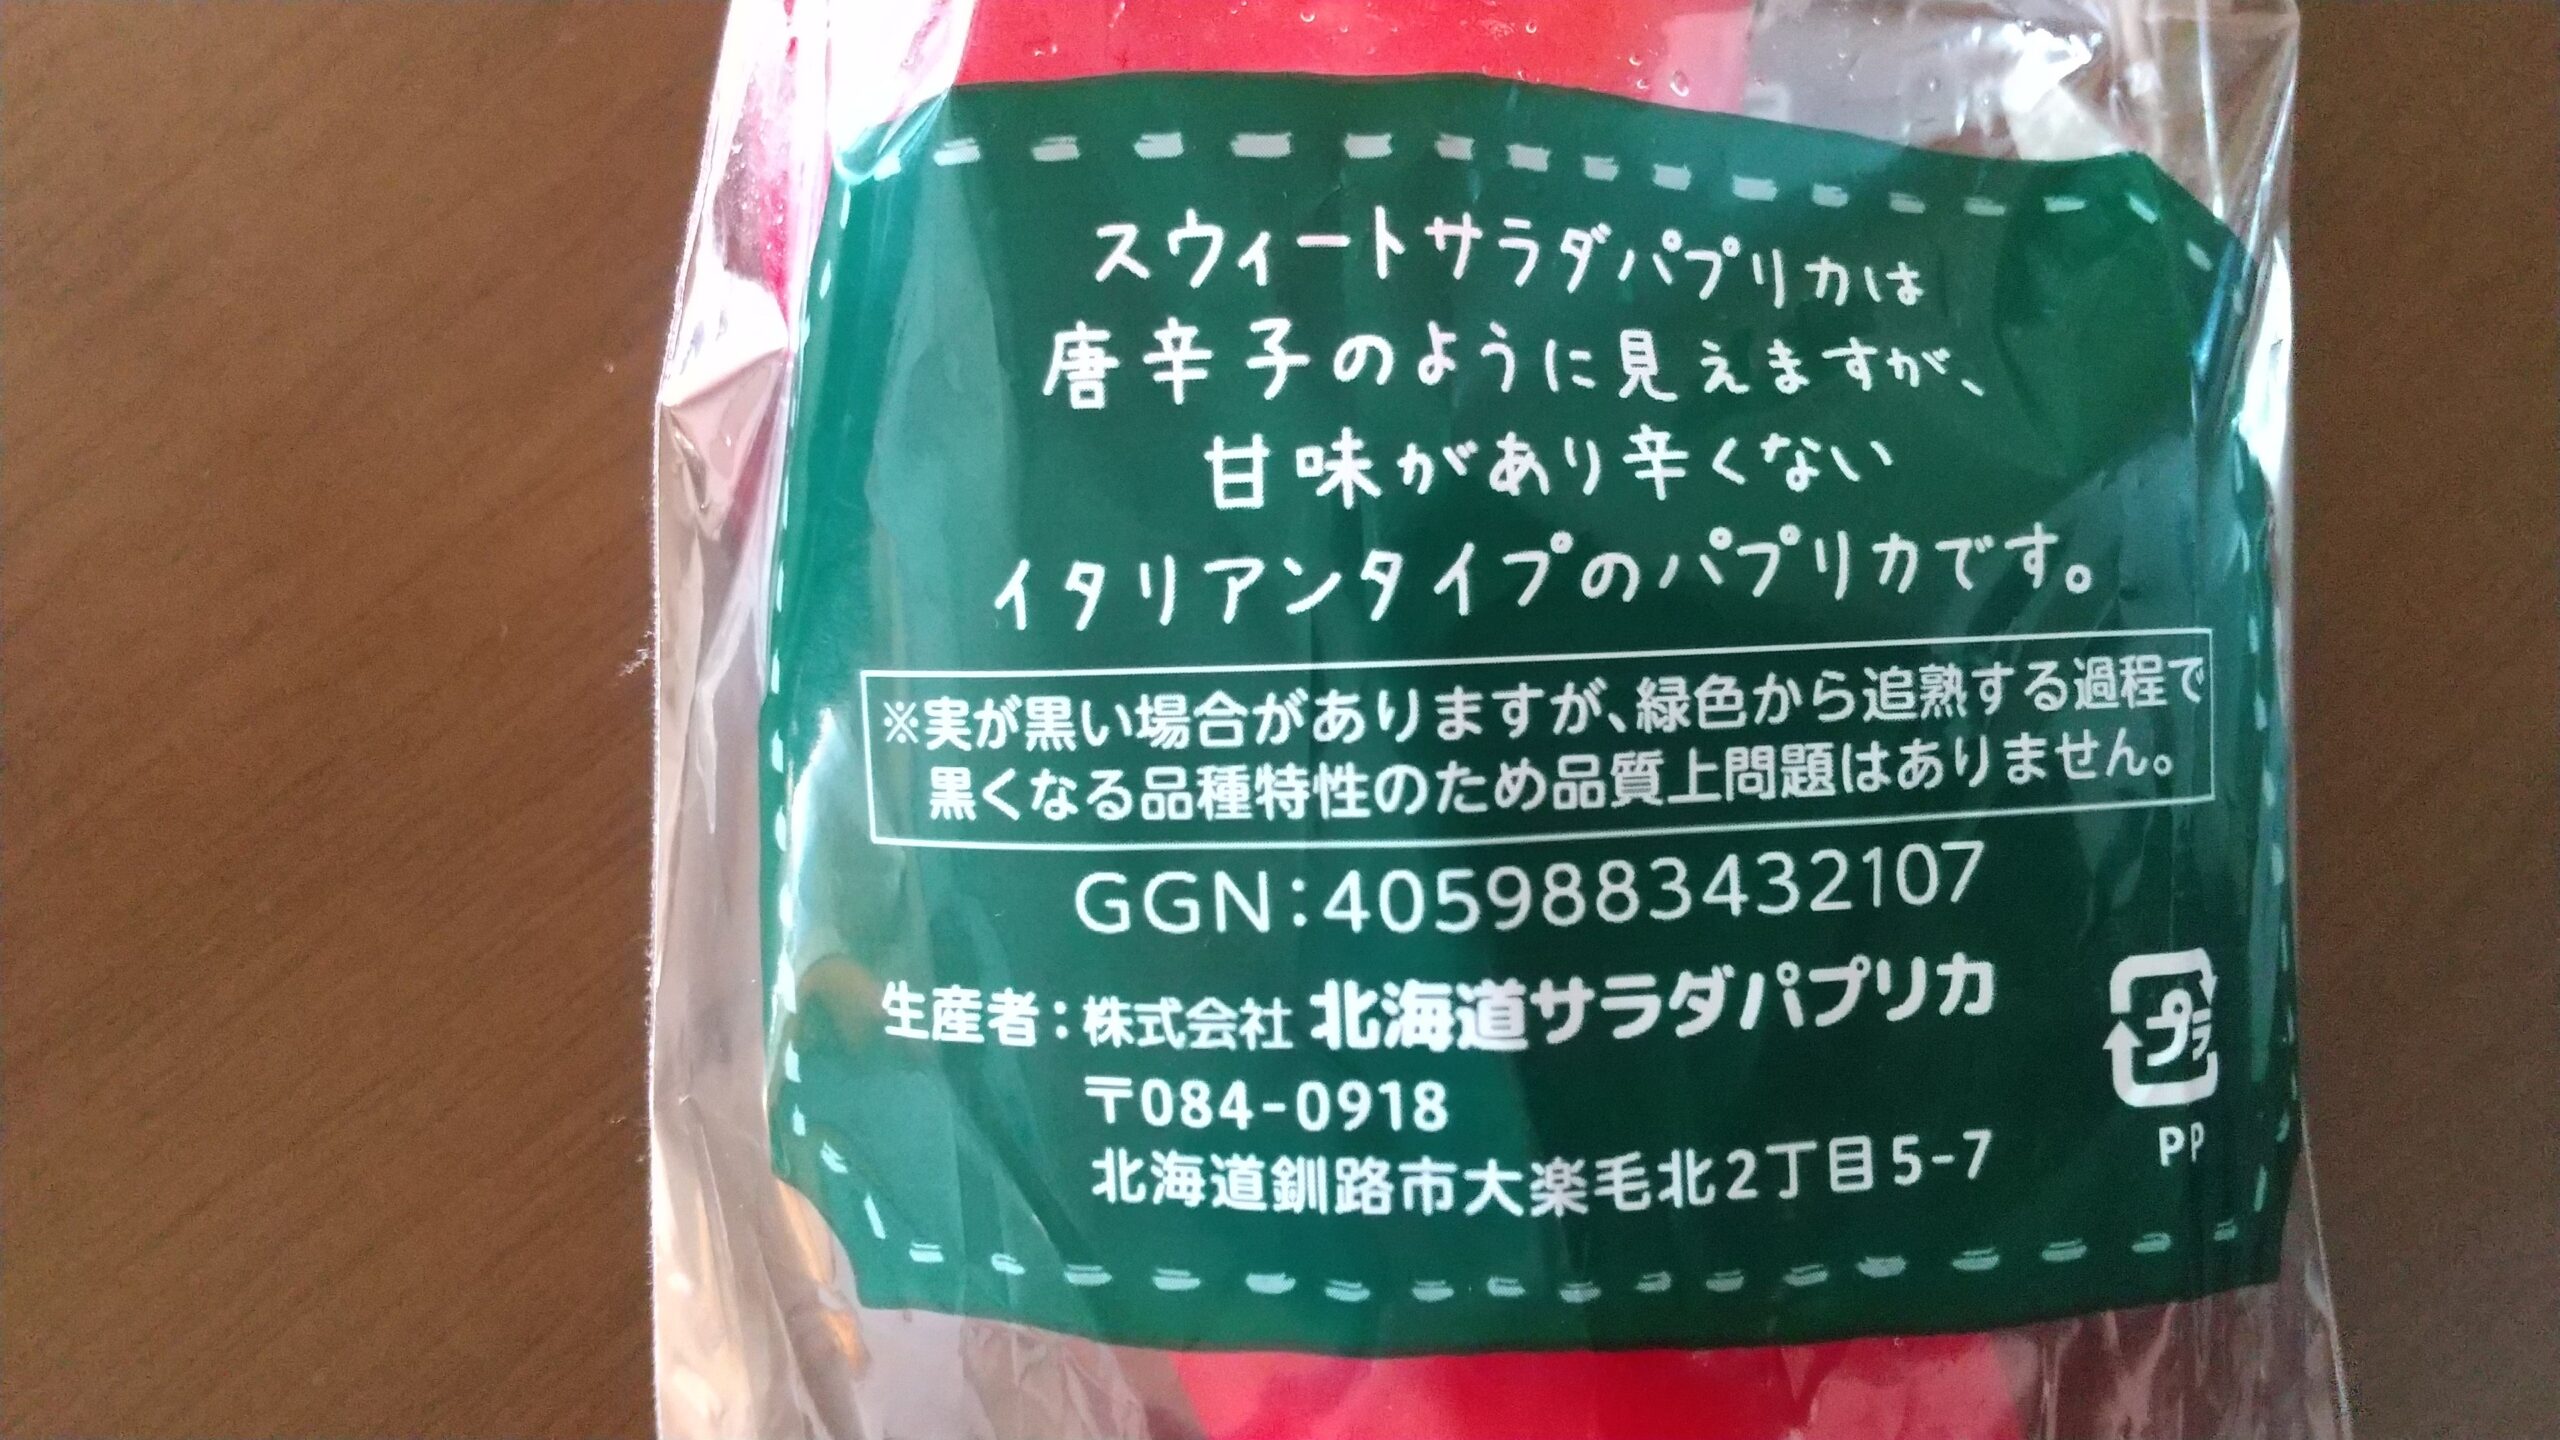 スウィートサラダパプリカは
唐辛子のように見えますが、
甘味があり辛くない
イタリアンタイプのパプリカです。
※実が黒い場合がありますが、緑色から追熟する過程で
黒くなる品種特性のため品質上問題はありません。
GGN:4059883432107
生産者:株式会社 北海道サラダパプリカ
〒084-0918
北海道釧路市大楽毛北2丁目5-7
プラ
PP